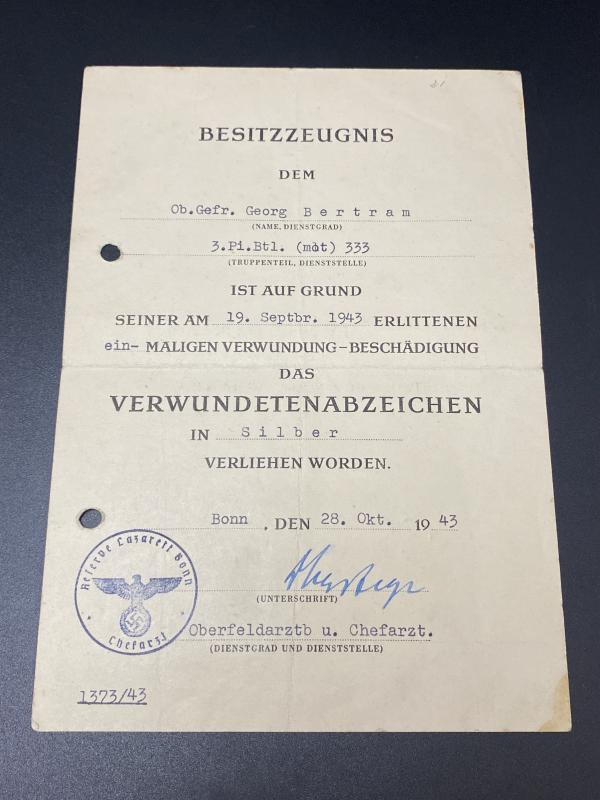 BESITZZEUGNIS
DEM
Ob.Gefr. Georg Bertram
(NAME, DIENSTGRAD)
3.Pi.Btl. (mot) 333
(TRUPPENTEIL, DIENSTSTELLE)
IST AUF GRUND
SEINER AM 19. Septbr. 1943 ERLITTENEN
ein- MALIGEN VERWUNDUNG–BESCHÄDIGUNG
DAS
VERWUNDETENABZEICHEN
IN Silber
VERLIEHEN WORDEN.
Bonn , DEN 28. Okt. 1943
(UNTERSCHRIFT)
Oberfeldarztb u. Chefarzt.
(DIENSTGRAD UND DIENSTSTELLE)
Reserve Lazarett Bonn
Chefarzt
1373/43